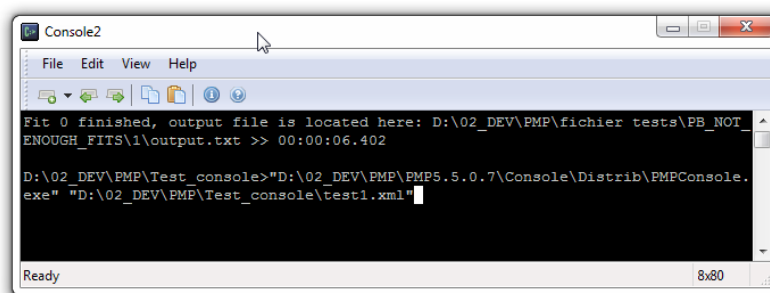 Console2
File Edit View Help
Fit 0 finished, output file is located here: D:\02_DEV\PMP\fichier tests\PB_NOT_
ENOUGH_FITS\1\output.txt >> 00:00:06.402
D:\02_DEV\PMP\Test_console>"D:\02_DEV\PMP\PMP5.5.0.7\Console\Distrib\PMPConsole.
exe" "D:\02_DEV\PMP\Test_console\test1.xml"
Ready 8x80